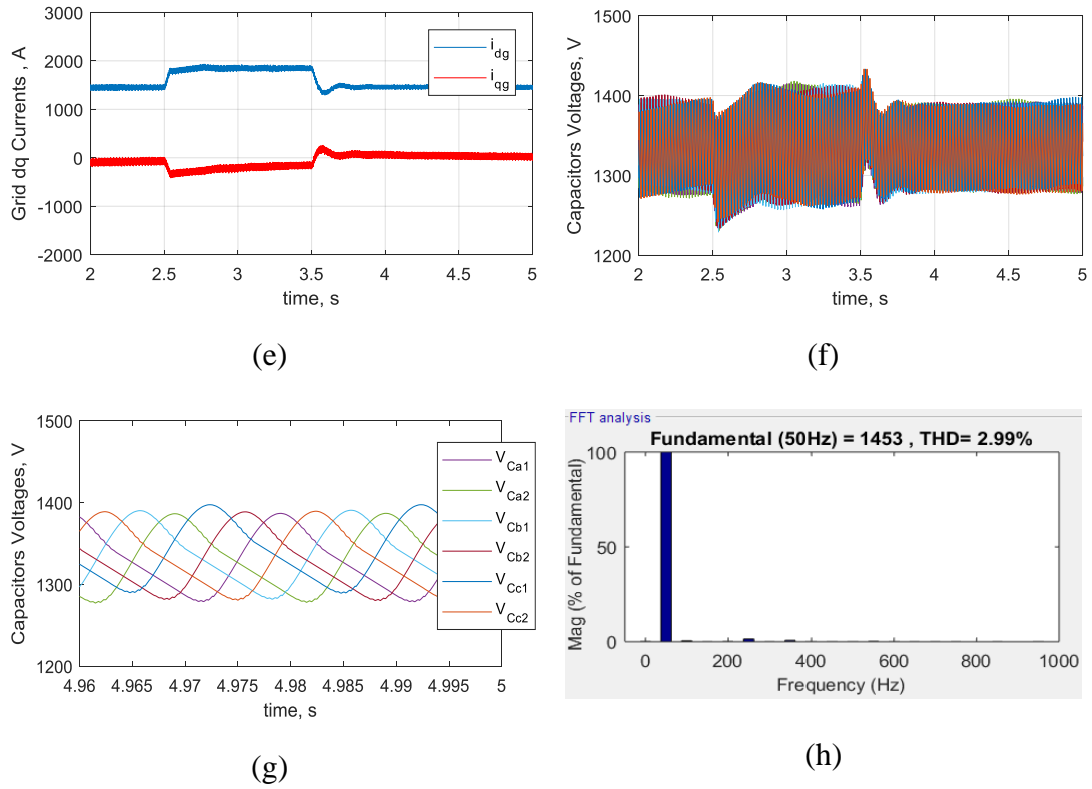 3000
2000
1000
0
-1000
-2000
Grid dq Currents , A
i_dg
i_qg
2 2.5 3 3.5 4 4.5 5
time, s
(e)
1500
1400
1300
1200
Capacitors Voltages, V
2 2.5 3 3.5 4 4.5 5
time, s
(f)
1500
1400
1300
1200
Capacitors Voltages, V
V_Ca1
V_Ca2
V_Cb1
V_Cb2
V_Cc1
V_Cc2
4.96 4.965 4.97 4.975 4.98 4.985 4.99 4.995 5
time, s
(g)
FFT analysis
Fundamental (50Hz) = 1453 , THD= 2.99%
100
50
0
Mag (% of Fundamental)
0 200 400 600 800 1000
Frequency (Hz)
(h)